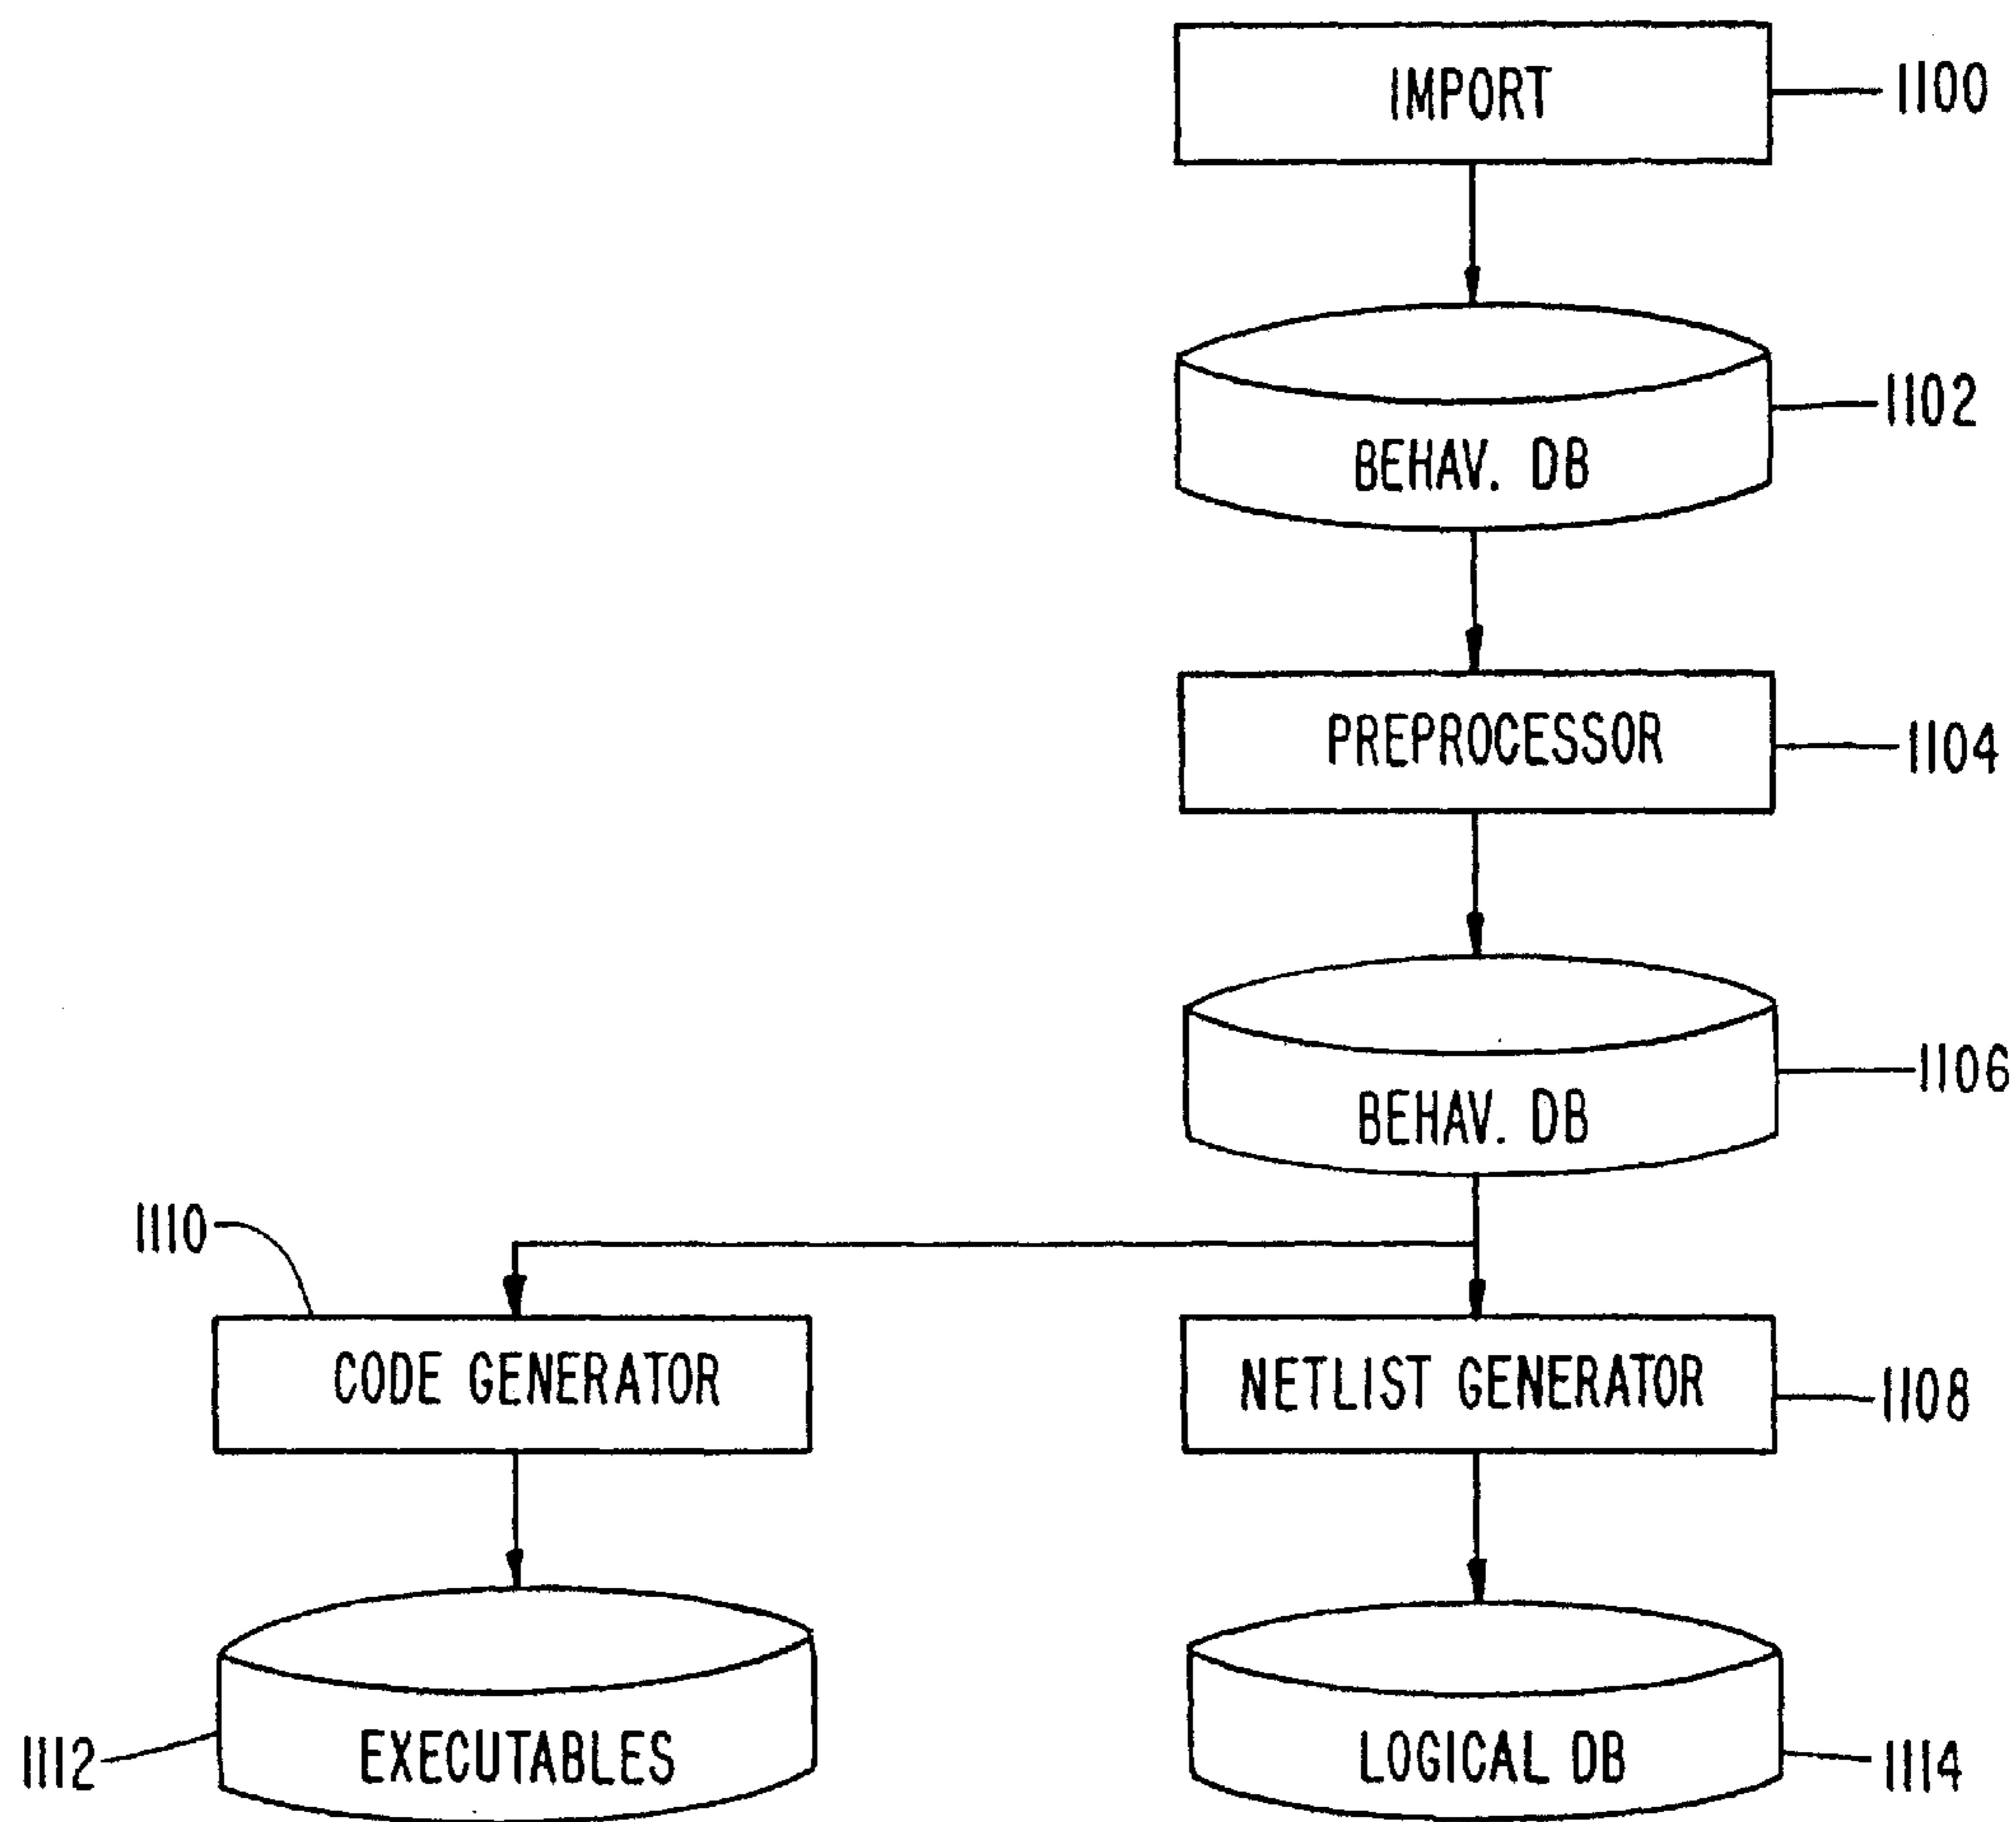 IMPORT
1100
1102
BEHAV. DB
PREPROCESSOR
1104
1106
BEHAV. DB
1110
CODE GENERATOR
NETLIST GENERATOR
1108
1112
EXECUTABLES
LOGICAL DB
1114